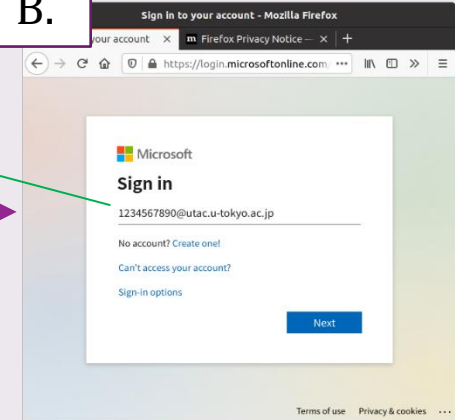 B.
Sign in to your account - Mozilla Firefox
your account × m Firefox Privacy Notice — × +
https://login.microsoftonline.com
Microsoft
Sign in
1234567890@utac.u-tokyo.ac.jp
No account? Create one!
Can't access your account?
Sign-in options
Next
Terms of use Privacy & cookies ...